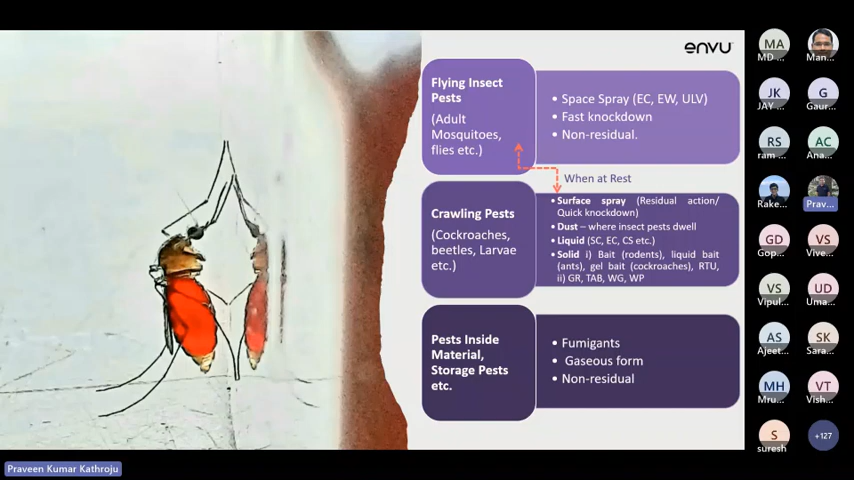 envu
Flying Insect
Pests
(Adult
Mosquitoes,
flies etc.)
• Space Spray (EC, EW, ULV)
• Fast knockdown
• Non-residual.
When at Rest
Crawling Pests
(Cockroaches,
beetles, Larvae
etc.)
• Surface spray (Residual action/
Quick knockdown)
• Dust – where insect pests dwell
• Liquid (SC, EC, CS etc.)
• Solid i) Bait (rodents), liquid bait
(ants), gel bait (cockroaches), RTU,
ii) GR, TAB, WG, WP
Pests Inside
Material,
Storage Pests
etc.
• Fumigants
• Gaseous form
• Non-residual
MA
MD ...
Man...
JK
JAY ...
G
Gaur...
RS
ram ...
AC
Ana...
Rake...
Prav...
GD
Gop...
VS
Vive...
VS
Vipul...
UD
Uma...
AS
Ajeet...
SK
Sara...
MH
Mru...
VT
Vish...
S
suresh
+127
Praveen Kumar Kathroju